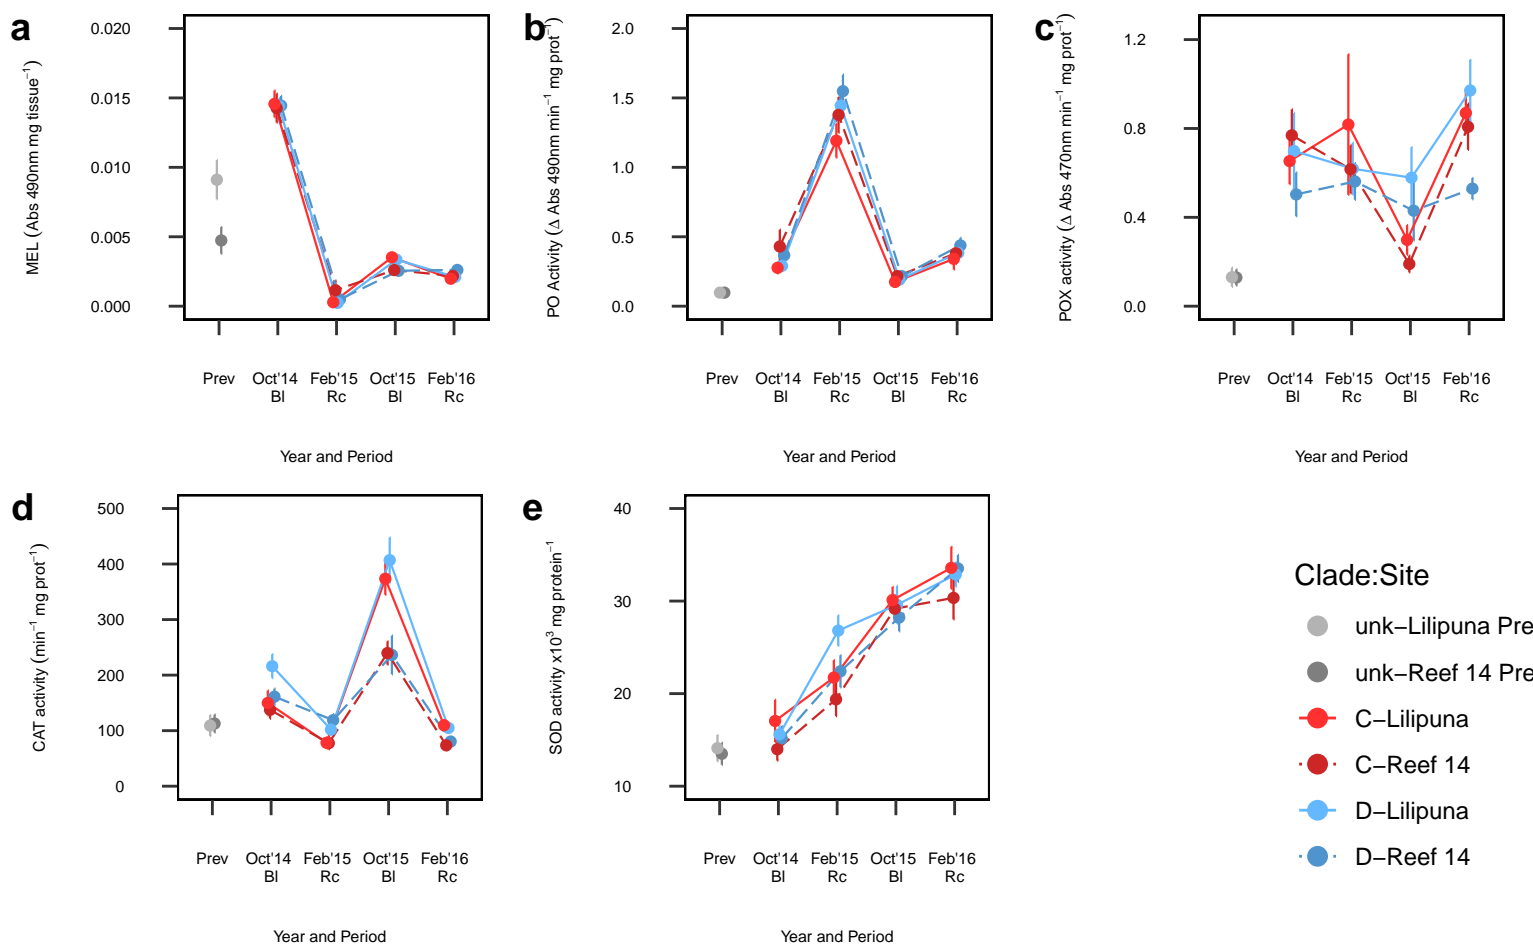 a
MEL (Abs 490nm mg tissue⁻¹)
0.020
0.015
0.010
0.005
0.000
Prev Oct'14 Feb'15 Oct'15 Feb'16
Bl Rc Bl Rc
Year and Period
b
PO Activity (Δ Abs 490nm min⁻¹ mg prot⁻¹)
2.0
1.5
1.0
0.5
0.0
Prev Oct'14 Feb'15 Oct'15 Feb'16
Bl Rc Bl Rc
Year and Period
c
POX activity (Δ Abs 470nm min⁻¹ mg prot⁻¹)
1.2
0.8
0.4
0.0
Prev Oct'14 Feb'15 Oct'15 Feb'16
Bl Rc Bl Rc
Year and Period
d
CAT activity (min⁻¹ mg prot⁻¹)
500
400
300
200
100
0
Prev Oct'14 Feb'15 Oct'15 Feb'16
Bl Rc Bl Rc
Year and Period
e
SOD activity x10³ mg protein⁻¹
40
30
20
10
Prev Oct'14 Feb'15 Oct'15 Feb'16
Bl Rc Bl Rc
Year and Period
Clade:Site
unk−Lilipuna Pre
unk−Reef 14 Pre
C−Lilipuna
C−Reef 14
D−Lilipuna
D−Reef 14